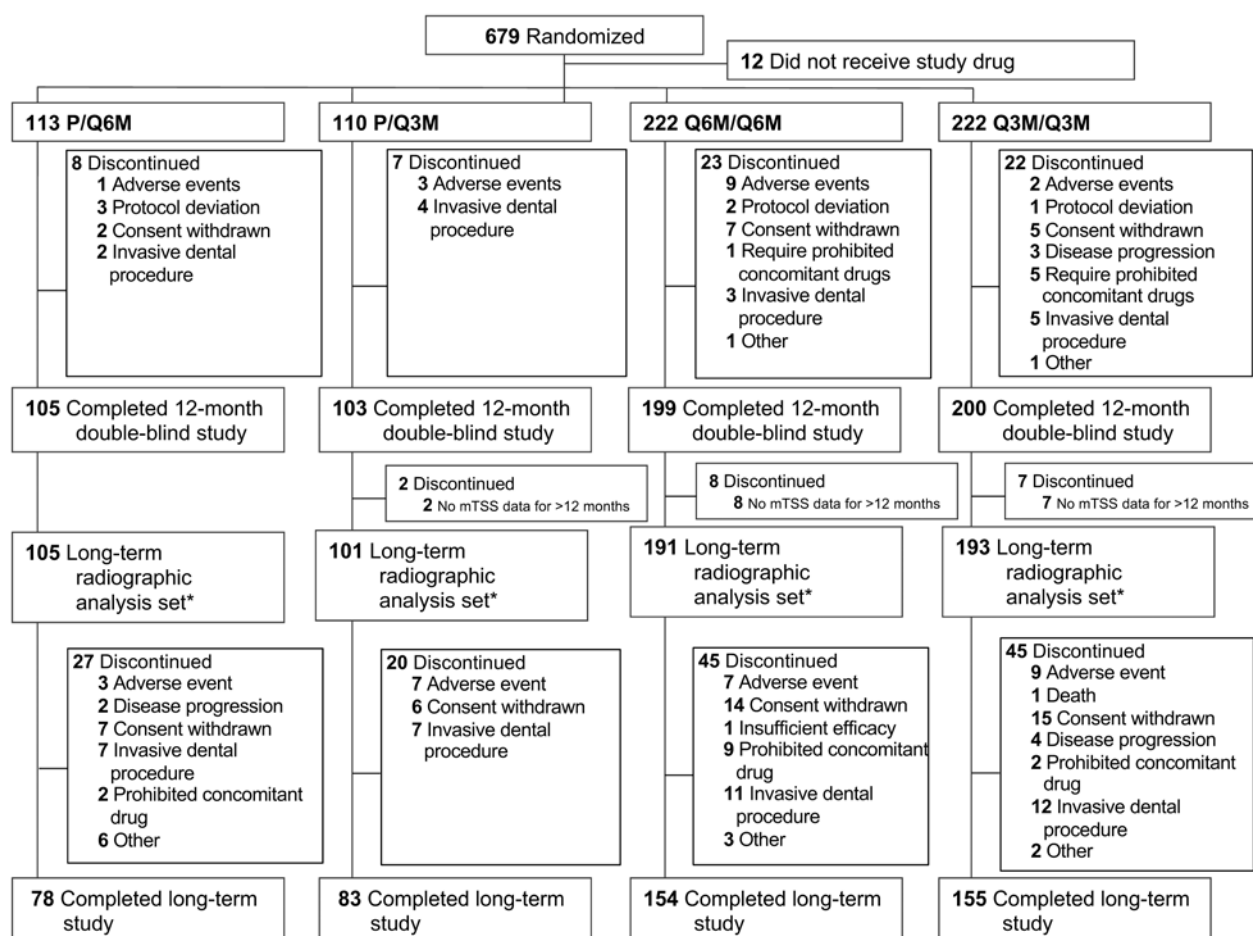 679 Randomized
12 Did not receive study drug
113 P/Q6M
110 P/Q3M
222 Q6M/Q6M
222 Q3M/Q3M
8 Discontinued
1 Adverse events
3 Protocol deviation
2 Consent withdrawn
2 Invasive dental
procedure
7 Discontinued
3 Adverse events
4 Invasive dental
procedure
23 Discontinued
9 Adverse events
2 Protocol deviation
7 Consent withdrawn
1 Require prohibited
concomitant drugs
3 Invasive dental
procedure
1 Other
22 Discontinued
2 Adverse events
1 Protocol deviation
5 Consent withdrawn
3 Disease progression
5 Require prohibited
concomitant drugs
5 Invasive dental
procedure
1 Other
105 Completed 12-month
double-blind study
103 Completed 12-month
double-blind study
199 Completed 12-month
double-blind study
200 Completed 12-month
double-blind study
2 Discontinued
2 No mTSS data for >12 months
8 Discontinued
8 No mTSS data for >12 months
7 Discontinued
7 No mTSS data for >12 months
105 Long-term
radiographic
analysis set*
101 Long-term
radiographic
analysis set*
191 Long-term
radiographic
analysis set*
193 Long-term
radiographic
analysis set*
27 Discontinued
3 Adverse event
2 Disease progression
7 Consent withdrawn
7 Invasive dental
procedure
2 Prohibited concomitant
drug
6 Other
20 Discontinued
7 Adverse event
6 Consent withdrawn
7 Invasive dental
procedure
45 Discontinued
7 Adverse event
14 Consent withdrawn
1 Insufficient efficacy
9 Prohibited concomitant
drug
11 Invasive dental
procedure
3 Other
45 Discontinued
9 Adverse event
1 Death
15 Consent withdrawn
4 Disease progression
2 Prohibited concomitant
drug
12 Invasive dental
procedure
2 Other
78 Completed long-term
study
83 Completed long-term
study
154 Completed long-term
study
155 Completed long-term
study